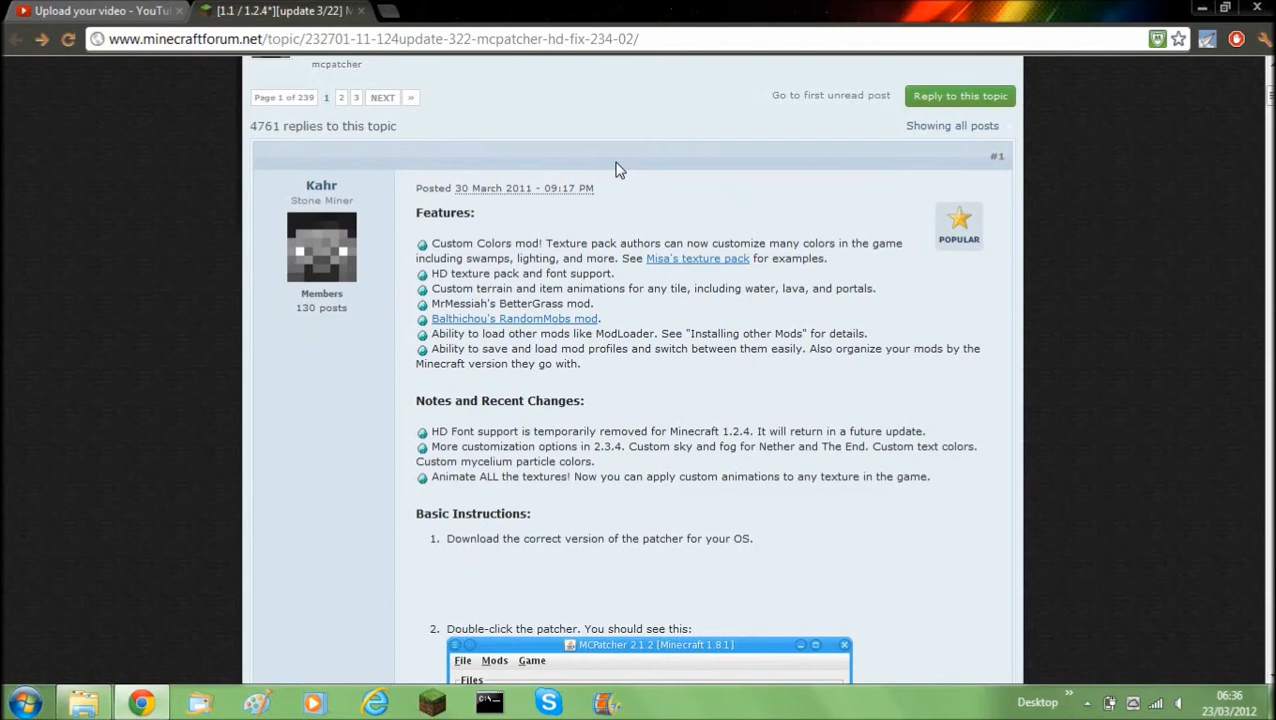 Upload your video - YouTu
[1.1 / 1.2.4*][update 3/22] M
www.minecraftforum.net/topic/232701-11-124update-322-mcpatcher-hd-fix-234-02/
mcpatcher
Page 1 of 239 1 2 3 NEXT »
Go to first unread post
Reply to this topic
4761 replies to this topic
Showing all posts
#1
Kahr
Stone Miner
Members
130 posts
Posted 30 March 2011 - 09:17 PM
POPULAR
Features:
Custom Colors mod! Texture pack authors can now customize many colors in the game
including swamps, lighting, and more. See Misa's texture pack for examples.
HD texture pack and font support.
Custom terrain and item animations for any tile, including water, lava, and portals.
MrMessiah's BetterGrass mod.
Balthichou's RandomMobs mod.
Ability to load other mods like ModLoader. See "Installing other Mods" for details.
Ability to save and load mod profiles and switch between them easily. Also organize your mods by the
Minecraft version they go with.
Notes and Recent Changes:
HD Font support is temporarily removed for Minecraft 1.2.4. It will return in a future update.
More customization options in 2.3.4. Custom sky and fog for Nether and The End. Custom text colors.
Custom mycelium particle colors.
Animate ALL the textures! Now you can apply custom animations to any texture in the game.
Basic Instructions:
1. Download the correct version of the patcher for your OS.
2. Double-click the patcher. You should see this:
MCPatcher 2.1.2 [Minecraft 1.8.1]
File Mods Game
Files
Desktop
06:36
23/03/2012